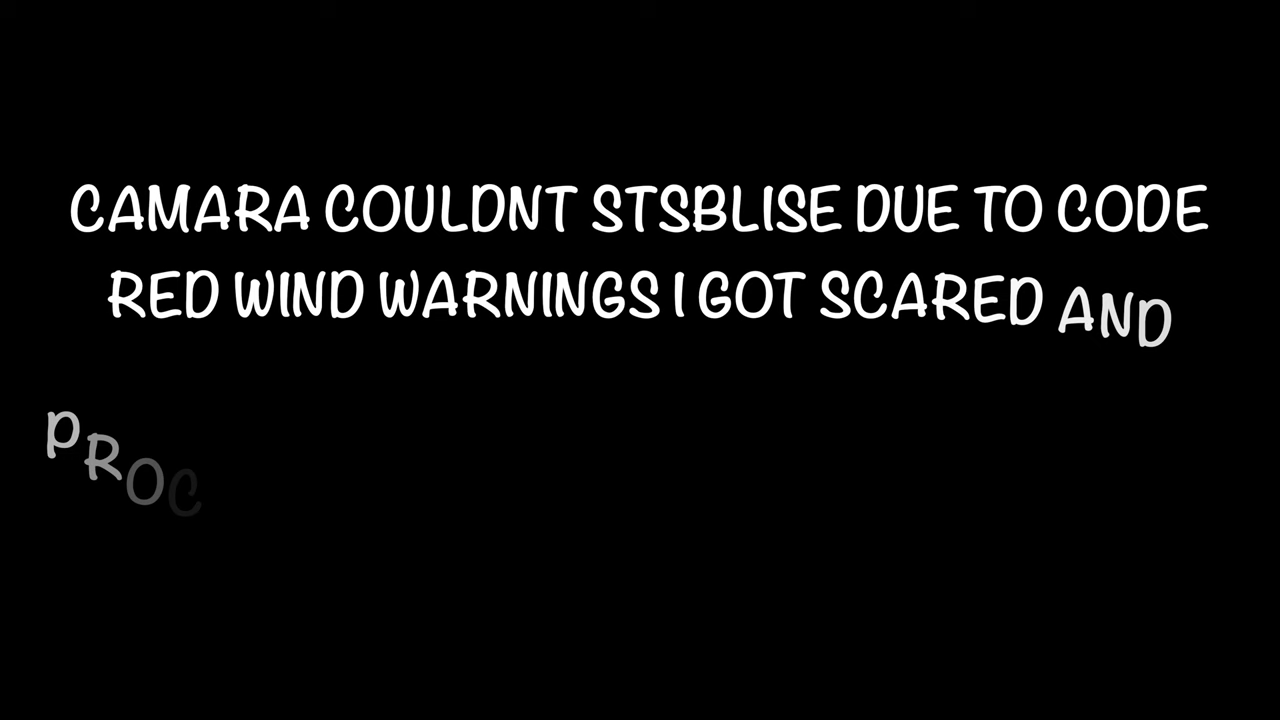 CAMARA COULDNT STSBLISE DUE TO CODE
RED WIND WARNINGS I GOT SCARED AND
PROC